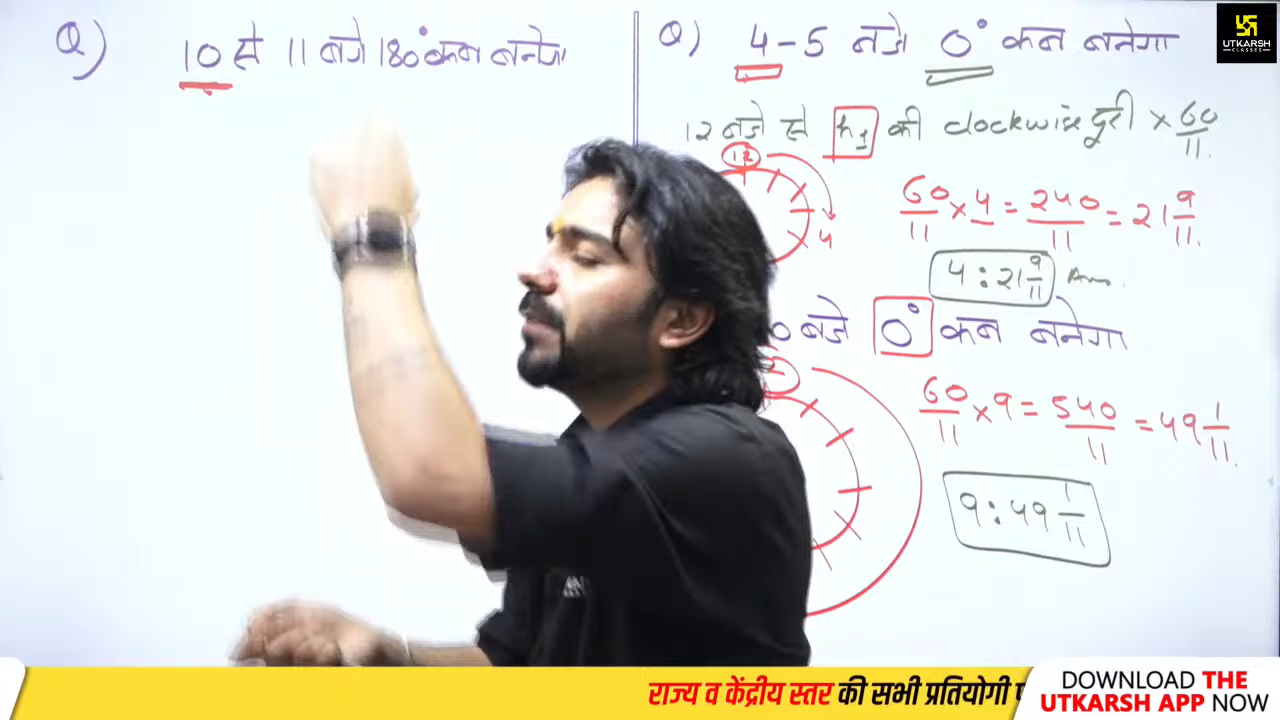 Q) 10 से 11 बजे 180° कब बनेगा
Q) 4-5 बजे 0° कब बनेगा
12 बजे से h₁ की clockwise दूरी × 60/11
12
4
60/11 × 4 = 240/11 = 21 9/11
4 : 21 9/11 Ans.
बजे 0° कब बनेगा
60/11 × 9 = 540/11 = 49 1/11
9 : 49 1/11
UTKARSH
CLASSES
राज्य व केंद्रीय स्तर की सभी प्रतियोगी
DOWNLOAD THE
UTKARSH APP NOW